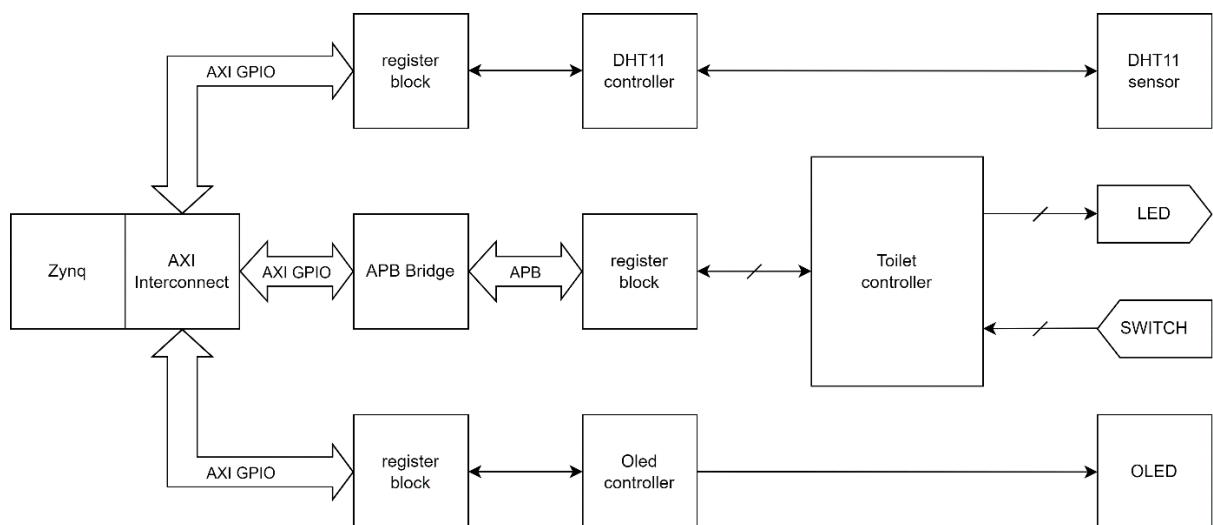 AXI GPIO
register
block
DHT11
controller
DHT11
sensor
Zynq
AXI
Interconnect
AXI GPIO
APB Bridge
APB
register
block
Toilet
controller
LED
SWITCH
AXI GPIO
register
block
Oled
controller
OLED